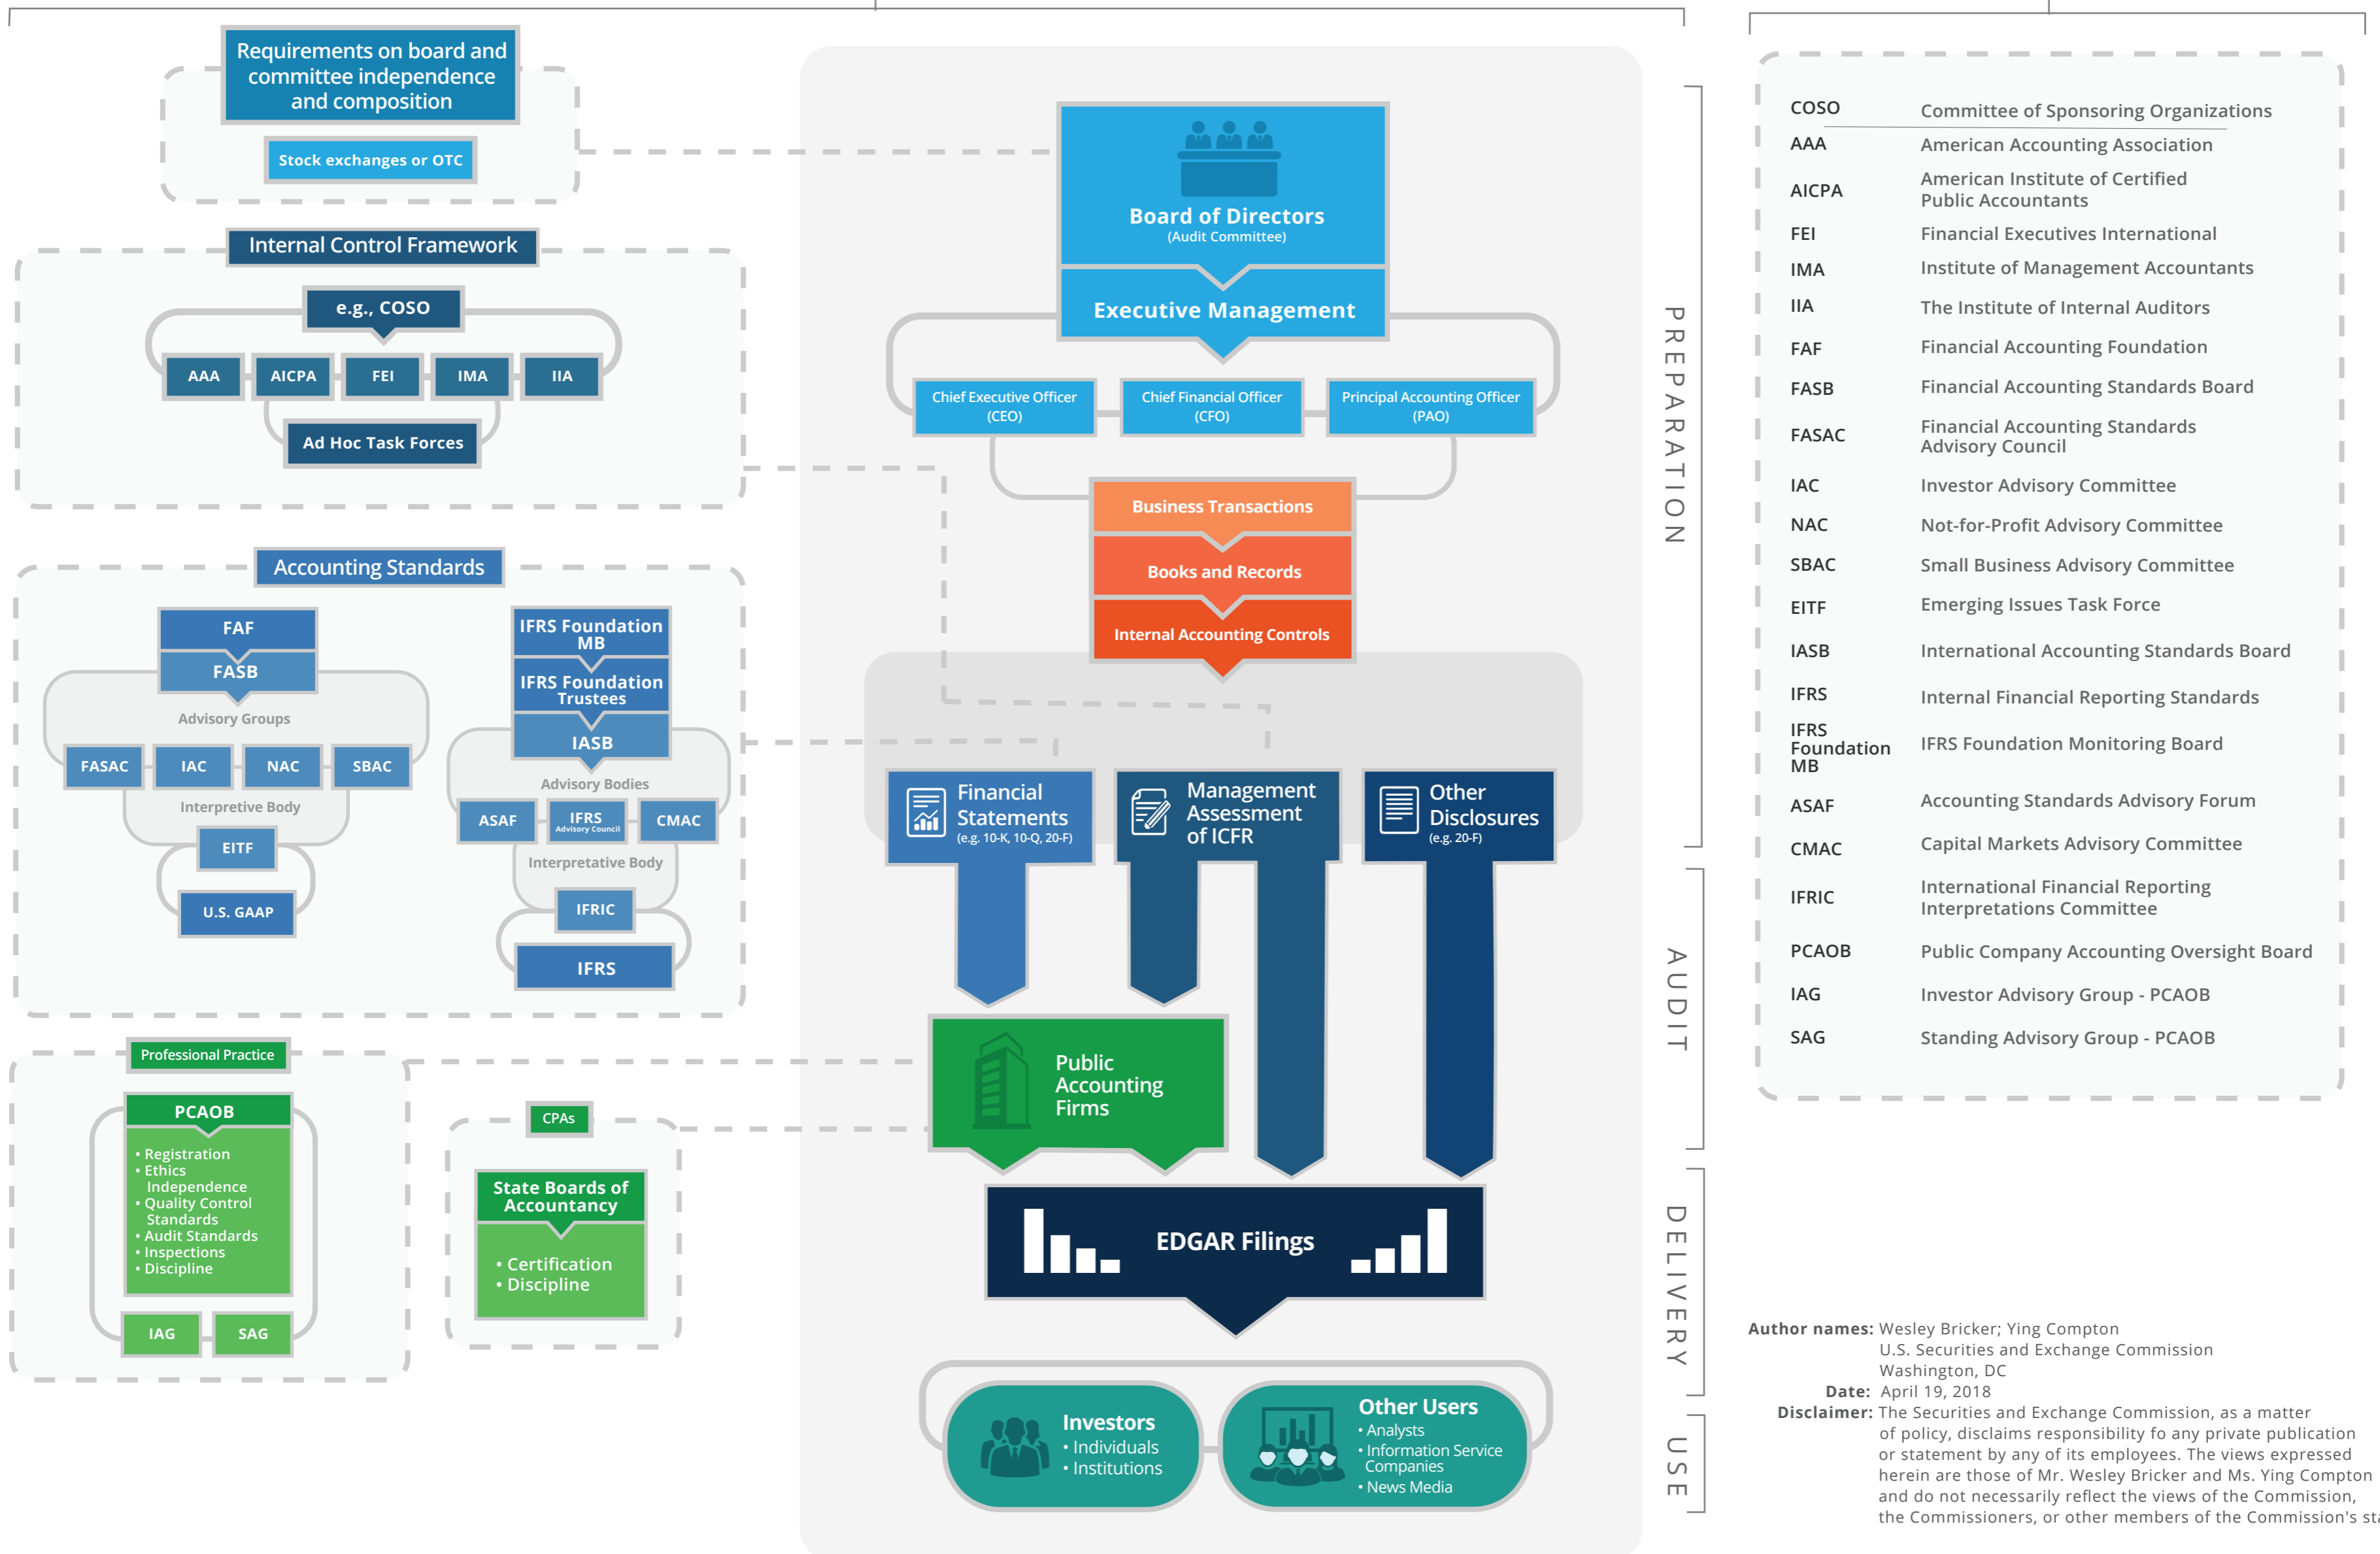 Requirements on board and
committee independence
and composition
Stock exchanges or OTC
Internal Control Framework
e.g., COSO
AAA
AICPA
FEI
IMA
IIA
Ad Hoc Task Forces
Accounting Standards
FAF
FASB
Advisory Groups
FASAC
IAC
NAC
SBAC
Interpretive Body
EITF
U.S. GAAP
IFRS Foundation
MB
IFRS Foundation
Trustees
IASB
Advisory Bodies
ASAF
IFRS
Advisory Council
CMAC
Interpretative Body
IFRIC
IFRS
Professional Practice
PCAOB
• Registration
• Ethics
Independence
• Quality Control
Standards
• Audit Standards
• Inspections
• Discipline
IAG
SAG
CPAs
State Boards of
Accountancy
• Certification
• Discipline
Board of Directors
(Audit Committee)
Executive Management
Chief Executive Officer
(CEO)
Chief Financial Officer
(CFO)
Principal Accounting Officer
(PAO)
Business Transactions
Books and Records
Internal Accounting Controls
Financial
Statements
(e.g. 10-K, 10-Q, 20-F)
Management
Assessment
of ICFR
Other
Disclosures
(e.g. 20-F)
Public
Accounting
Firms
EDGAR Filings
Investors
• Individuals
• Institutions
Other Users
• Analysts
• Information Service
Companies
• News Media
PREPARATION
AUDIT
DELIVERY
USE
COSO Committee of Sponsoring Organizations
AAA American Accounting Association
AICPA American Institute of Certified
Public Accountants
FEI Financial Executives International
IMA Institute of Management Accountants
IIA The Institute of Internal Auditors
FAF Financial Accounting Foundation
FASB Financial Accounting Standards Board
FASAC Financial Accounting Standards
Advisory Council
IAC Investor Advisory Committee
NAC Not-for-Profit Advisory Committee
SBAC Small Business Advisory Committee
EITF Emerging Issues Task Force
IASB International Accounting Standards Board
IFRS Internal Financial Reporting Standards
IFRS
Foundation IFRS Foundation Monitoring Board
MB
ASAF Accounting Standards Advisory Forum
CMAC Capital Markets Advisory Committee
IFRIC International Financial Reporting
Interpretations Committee
PCAOB Public Company Accounting Oversight Board
IAG Investor Advisory Group - PCAOB
SAG Standing Advisory Group - PCAOB
Author names: Wesley Bricker; Ying Compton
U.S. Securities and Exchange Commission
Washington, DC
Date: April 19, 2018
Disclaimer: The Securities and Exchange Commission, as a matter
of policy, disclaims responsibility fo any private publication
or statement by any of its employees. The views expressed
herein are those of Mr. Wesley Bricker and Ms. Ying Compton
and do not necessarily reflect the views of the Commission,
the Commissioners, or other members of the Commission's